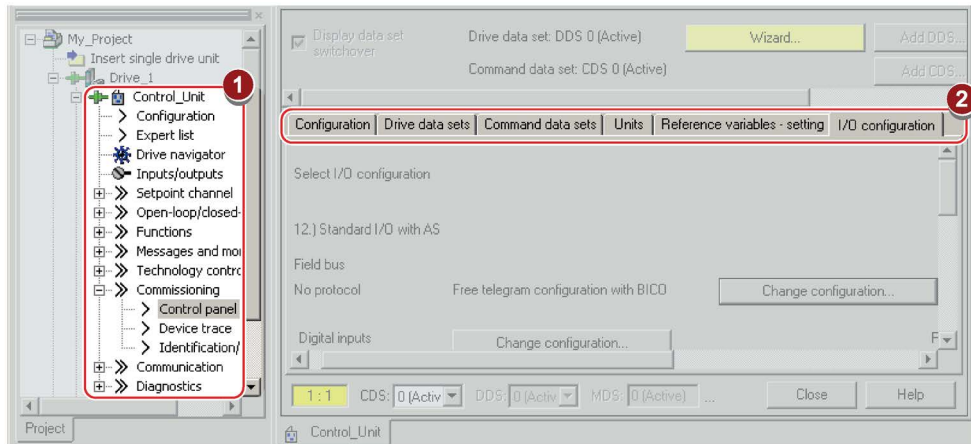 My_Project
Insert single drive unit
Drive_1
1
Control_Unit
Configuration
Expert list
Drive navigator
Inputs/outputs
Setpoint channel
Open-loop/closed-
Functions
Messages and mo
Technology contro
Commissioning
Control panel
Device trace
Identification/
Communication
Diagnostics
Project
Display data set switchover
Drive data set: DDS 0 (Active)
Wizard...
Add DDS...
Command data set: CDS 0 (Active)
Add CDS...
2
Configuration Drive data sets Command data sets Units Reference variables - setting I/O configuration
Select I/O configuration
12.) Standard I/O with AS
Field bus
No protocol Free telegram configuration with BICO Change configuration...
Digital inputs Change configuration... F
1:1 CDS: 0 (Activ DDS: 0 (Activ MDS: 0 (Active) ... Close Help
Control_Unit